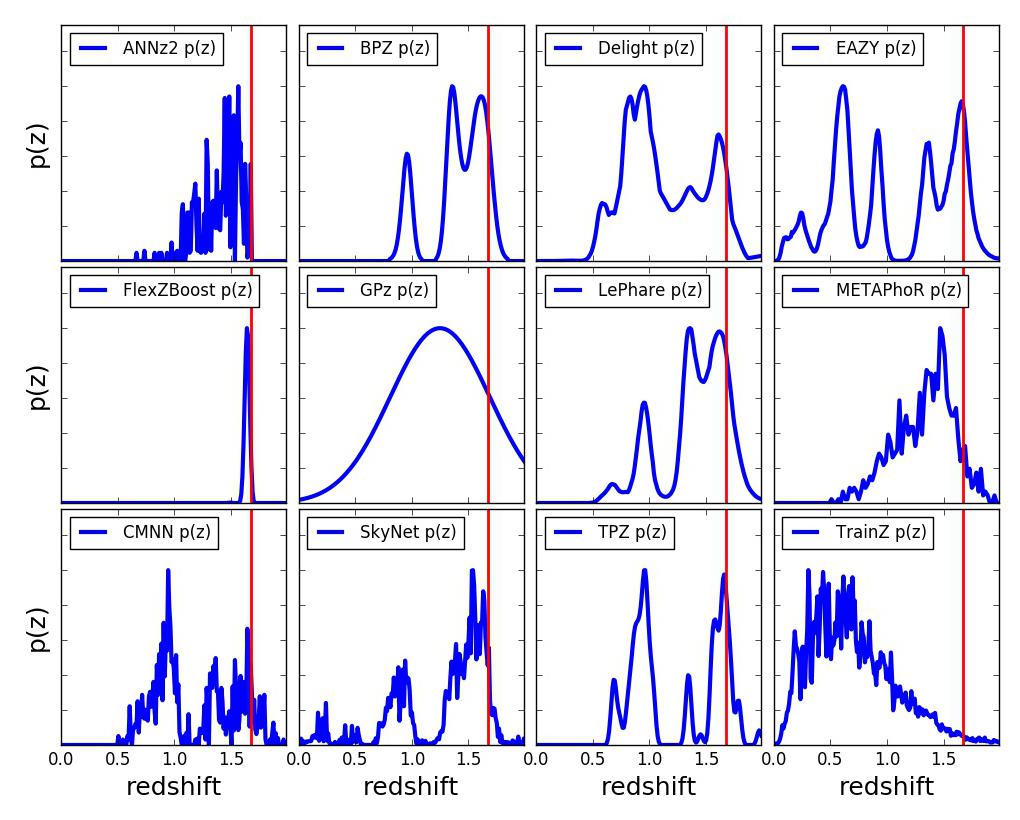 ANNz2 p(z)
BPZ p(z)
Delight p(z)
EAZY p(z)
p(z)
FlexZBoost p(z)
GPz p(z)
LePhare p(z)
METAPhoR p(z)
p(z)
CMNN p(z)
SkyNet p(z)
TPZ p(z)
TrainZ p(z)
p(z)
0.0 0.5 1.0 1.5 0.0 0.5 1.0 1.5 0.0 0.5 1.0 1.5 0.0 0.5 1.0 1.5
redshift redshift redshift redshift